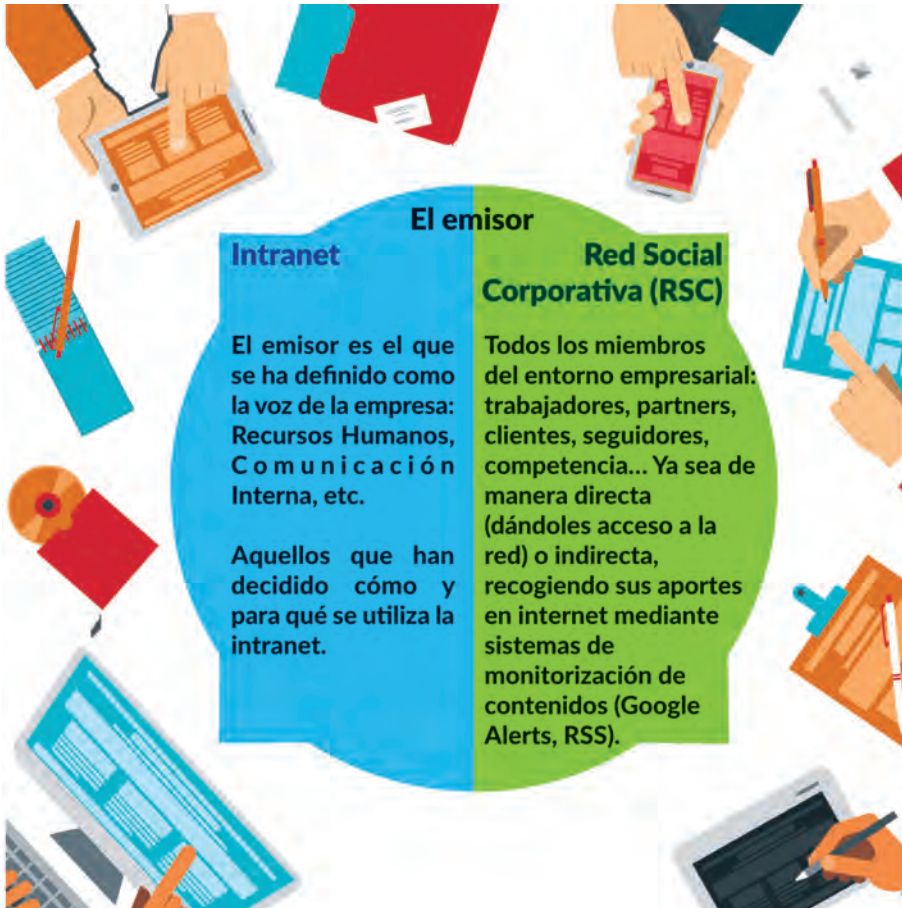 El emisor
Intranet
El emisor es el que
se ha definido como
la voz de la empresa:
Recursos Humanos,
Comunicación
Interna, etc.
Aquellos que han
decidido cómo y
para qué se utiliza la
intranet.
Red Social
Corporativa (RSC)
Todos los miembros
del entorno empresarial:
trabajadores, partners,
clientes, seguidores,
competencia... Ya sea de
manera directa
(dándoles acceso a la
red) o indirecta,
recogiendo sus aportes
en internet mediante
sistemas de
monitorización de
contenidos (Google
Alerts, RSS).